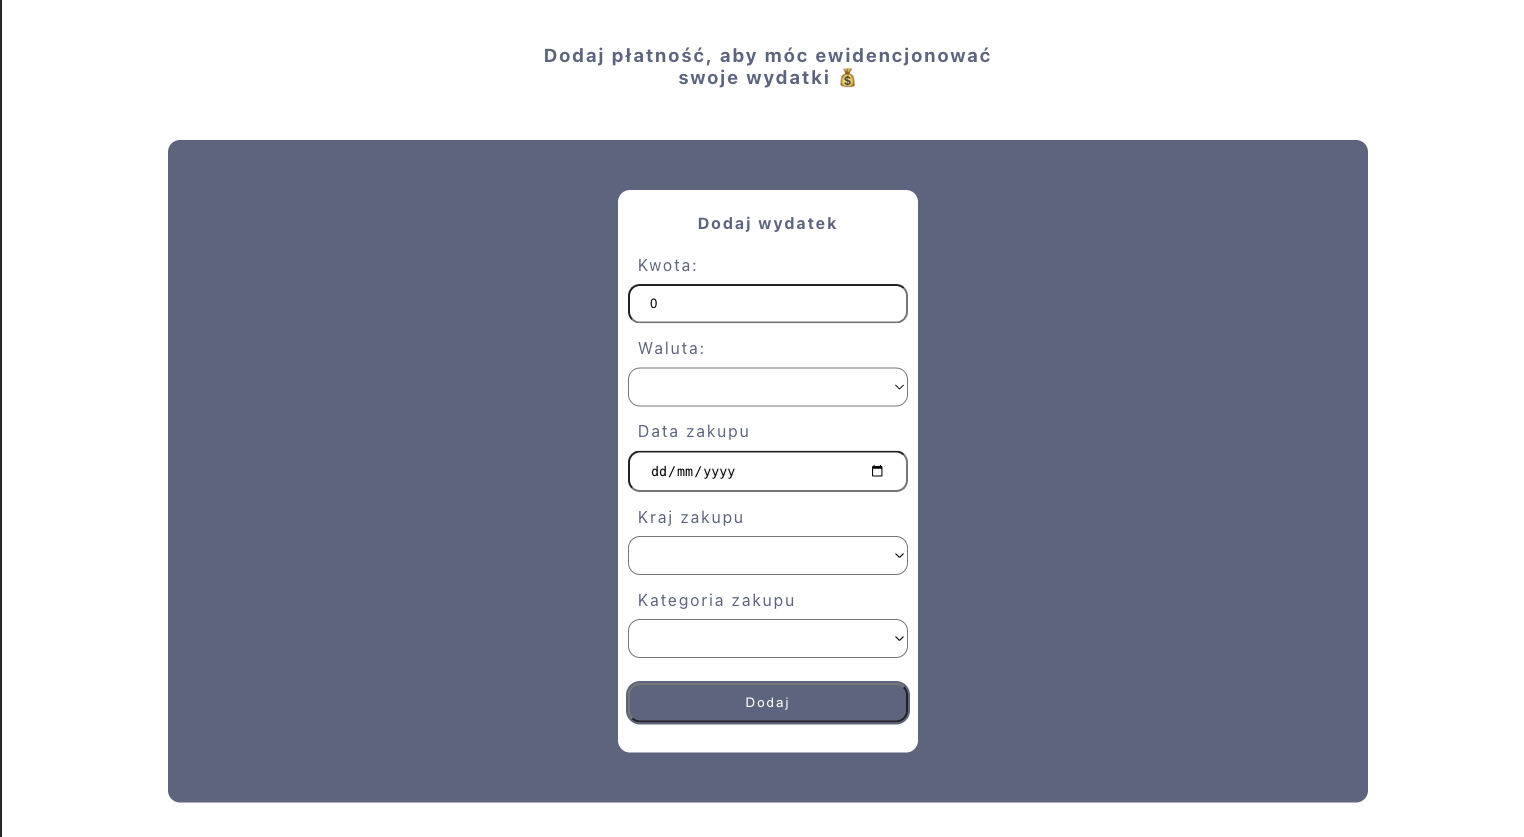 Dodaj płatność, aby móc ewidencjonować
swoje wydatki 💰
Dodaj wydatek
Kwota:
0
Waluta:
Data zakupu
dd/mm/yyyy
Kraj zakupu
Kategoria zakupu
Dodaj